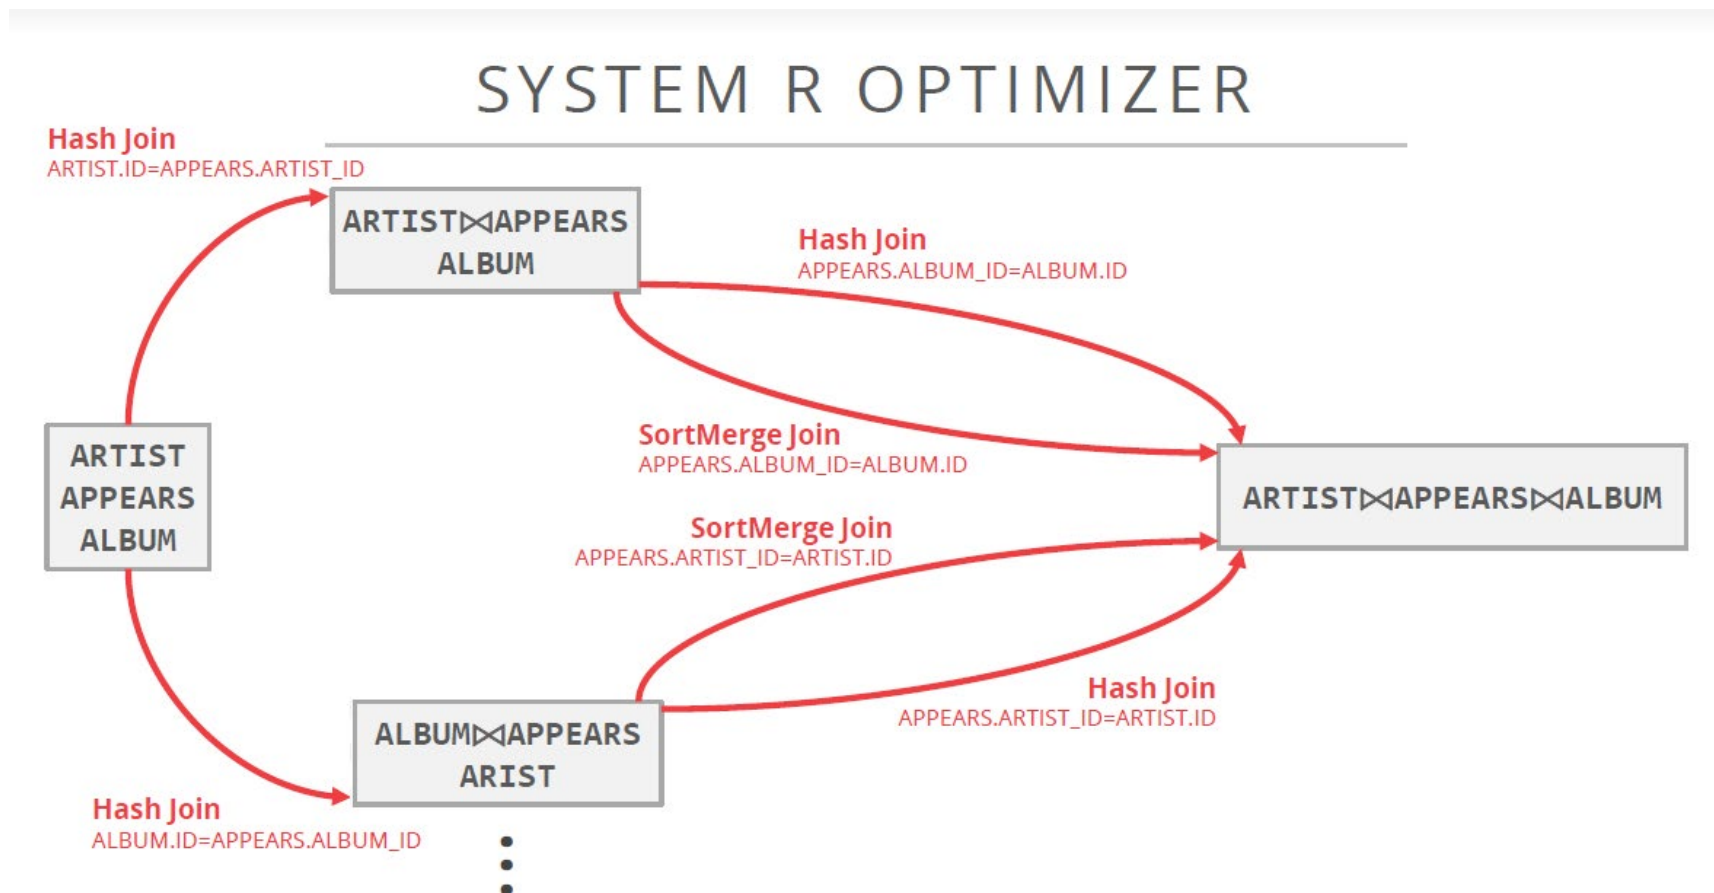 SYSTEM R OPTIMIZER
Hash Join
ARTIST.ID=APPEARS.ARTIST_ID
ARTIST⋈APPEARS
ALBUM
Hash Join
APPEARS.ALBUM_ID=ALBUM.ID
ARTIST
APPEARS
ALBUM
SortMerge Join
APPEARS.ALBUM_ID=ALBUM.ID
ARTIST⋈APPEARS⋈ALBUM
SortMerge Join
APPEARS.ARTIST_ID=ARTIST.ID
Hash Join
APPEARS.ARTIST_ID=ARTIST.ID
ALBUM⋈APPEARS
ARIST
Hash Join
ALBUM.ID=APPEARS.ALBUM_ID